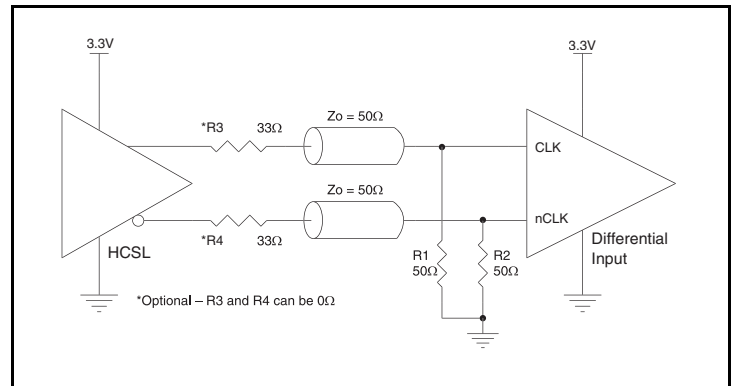 3.3V
3.3V
*R3 33Ω
Zo = 50Ω
CLK
Zo = 50Ω
nCLK
*R4 33Ω
HCSL
R1
50Ω
R2
50Ω
Differential
Input
*Optional – R3 and R4 can be 0Ω